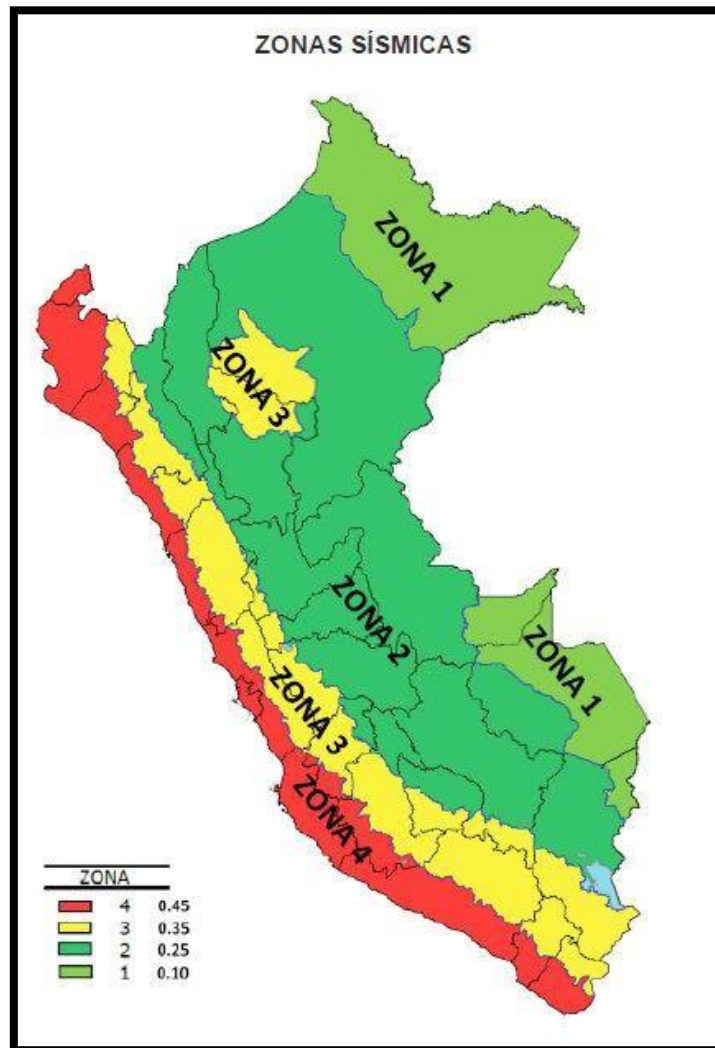 ZONAS SÍSMICAS
ZONA 1
ZONA 3
ZONA 2
ZONA 1
ZONA 3
ZONA 4
ZONA
4 0.45
3 0.35
2 0.25
1 0.10